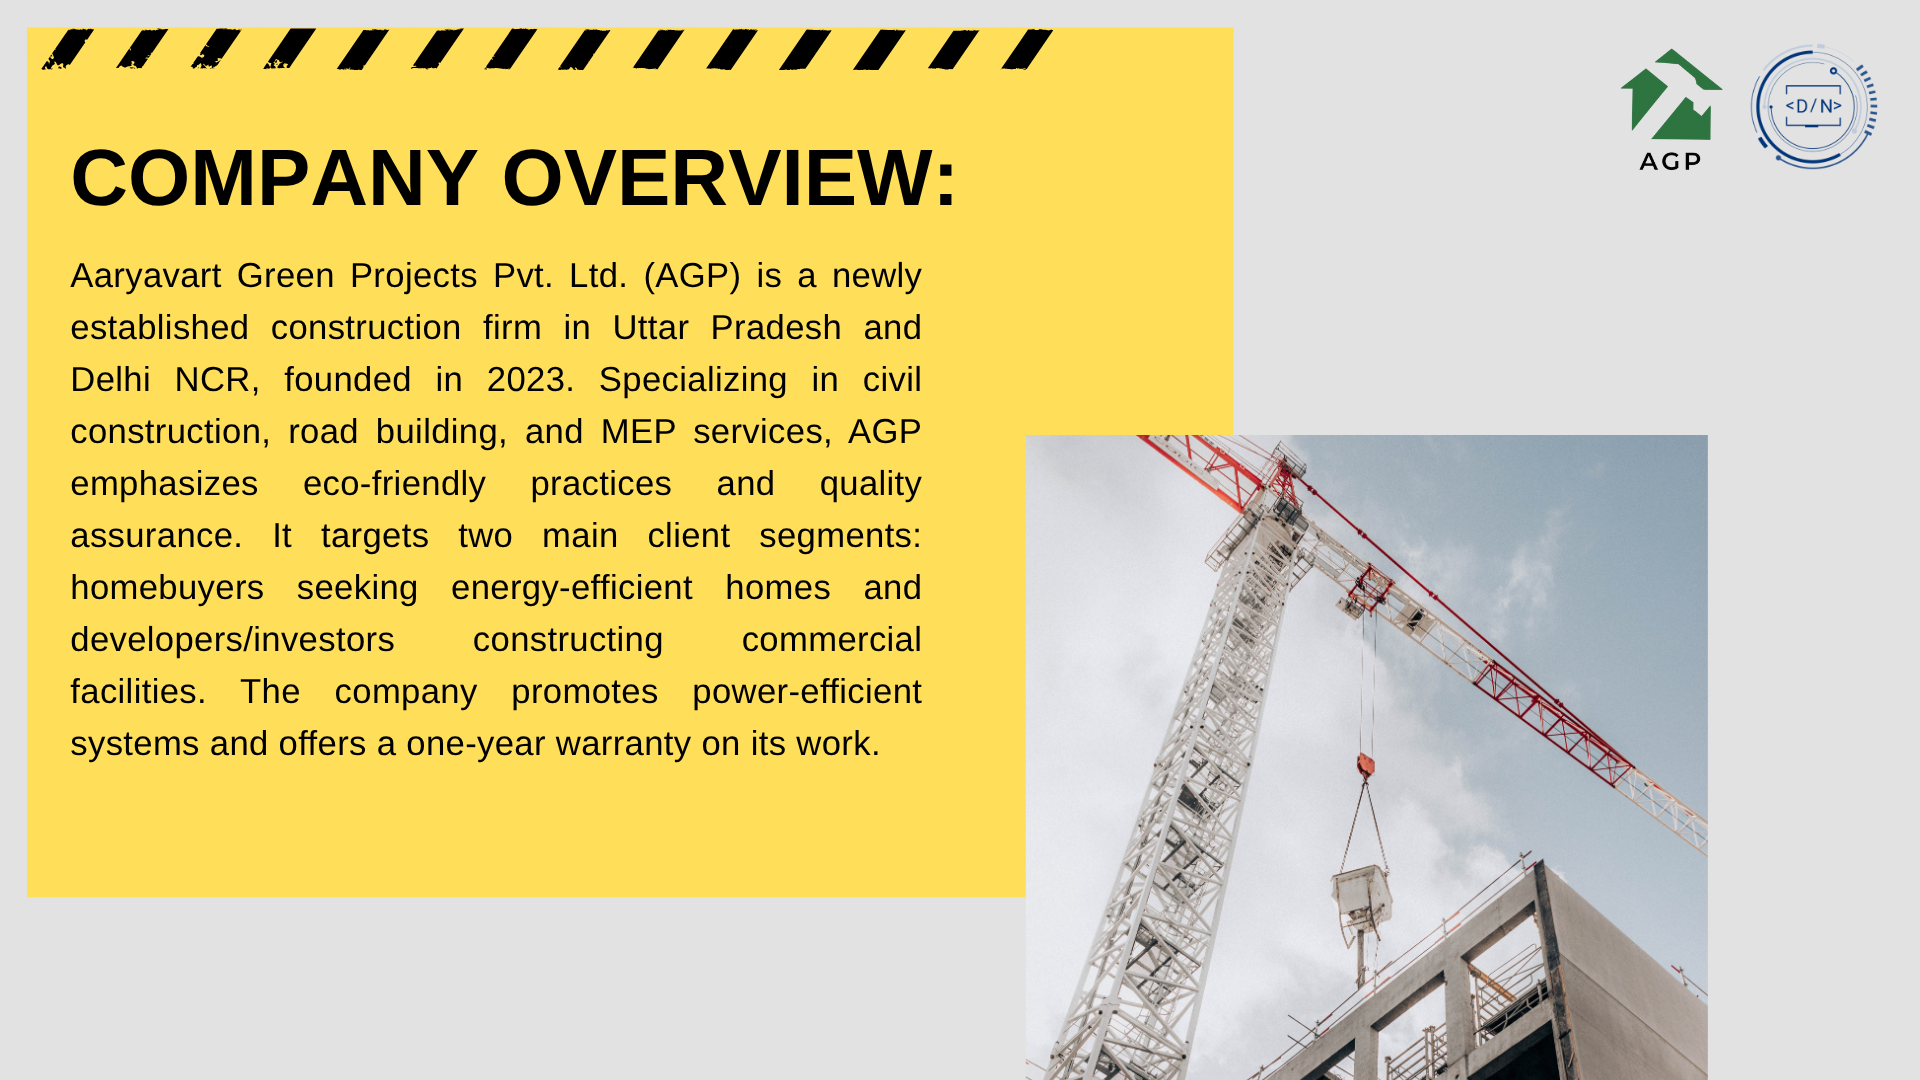 COMPANY OVERVIEW:
Aaryavart Green Projects Pvt. Ltd. (AGP) is a newly
established construction firm in Uttar Pradesh and
Delhi NCR, founded in 2023. Specializing in civil
construction, road building, and MEP services, AGP
emphasizes eco-friendly practices and quality
assurance. It targets two main client segments:
homebuyers seeking energy-efficient homes and
developers/investors constructing commercial
facilities. The company promotes power-efficient
systems and offers a one-year warranty on its work.
AGP
<D/N>